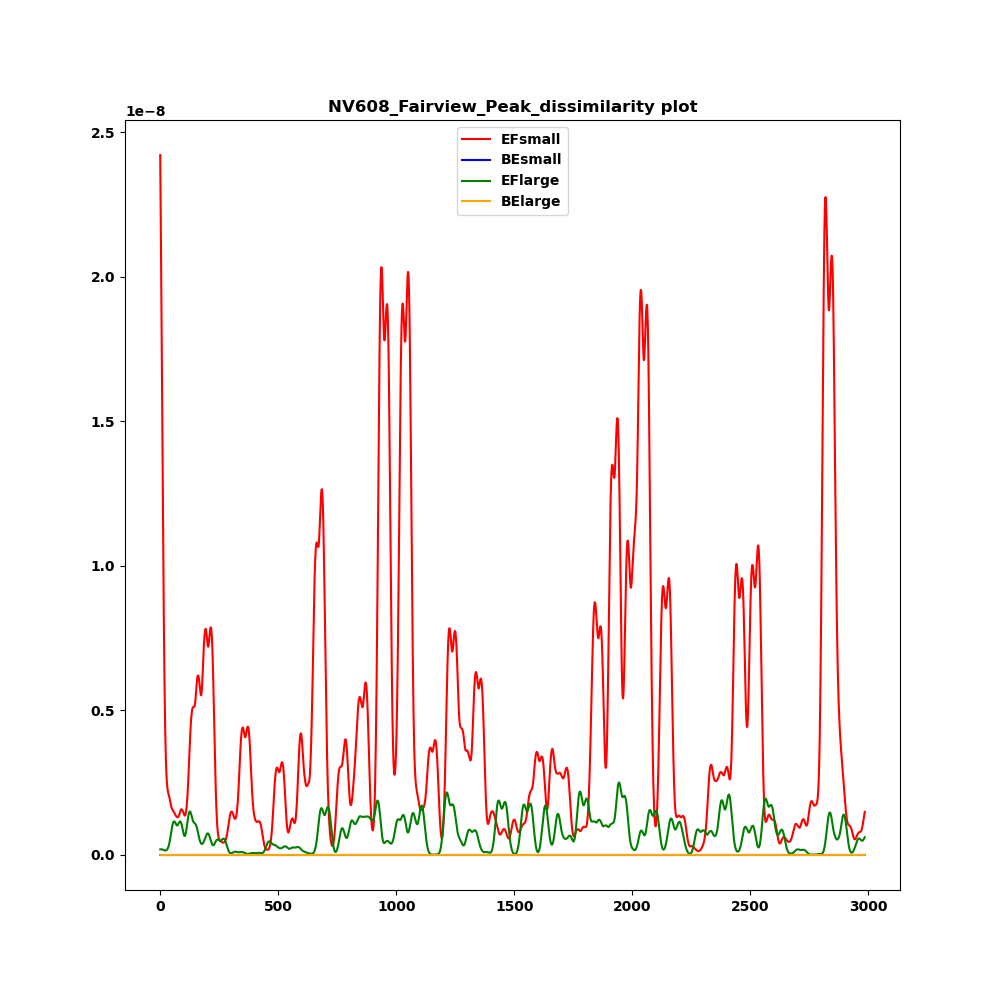 NV608_Fairview_Peak_dissimilarity plot
1e−8
2.5
2.0
1.5
1.0
0.5
0.0
EFsmall
BEsmall
EFlarge
BElarge
0 500 1000 1500 2000 2500 3000